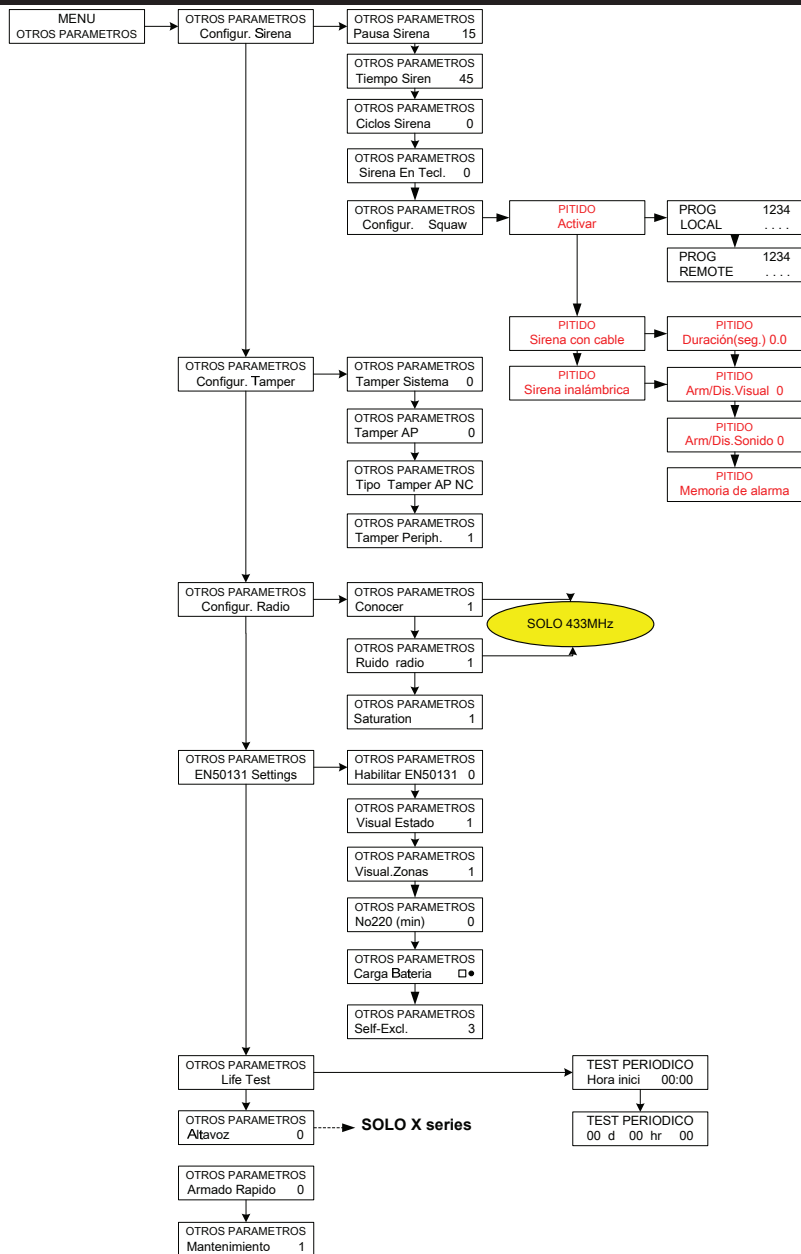 MENU
OTROS PARAMETROS
OTROS PARAMETROS
Configur. Sirena
OTROS PARAMETROS
Pausa Sirena 15
OTROS PARAMETROS
Tiempo Siren 45
OTROS PARAMETROS
Ciclos Sirena 0
OTROS PARAMETROS
Sirena En Tecl. 0
OTROS PARAMETROS
Configur. Squaw
PITIDO
Activar
PROG 1234
LOCAL . . . .
PROG 1234
REMOTE . . . .
PITIDO
Sirena con cable
PITIDO
Duración(seg.) 0.0
PITIDO
Sirena inalámbrica
PITIDO
Arm/Dis.Visual 0
PITIDO
Arm/Dis.Sonido 0
PITIDO
Memoria de alarma
OTROS PARAMETROS
Configur. Tamper
OTROS PARAMETROS
Tamper Sistema 0
OTROS PARAMETROS
Tamper AP 0
OTROS PARAMETROS
Tipo Tamper AP NC
OTROS PARAMETROS
Tamper Periph. 1
OTROS PARAMETROS
Configur. Radio
OTROS PARAMETROS
Conocer 1
SOLO 433MHz
OTROS PARAMETROS
Ruido radio 1
OTROS PARAMETROS
Saturation 1
OTROS PARAMETROS
EN50131 Settings
OTROS PARAMETROS
Habilitar EN50131 0
OTROS PARAMETROS
Visual Estado 1
OTROS PARAMETROS
Visual.Zonas 1
OTROS PARAMETROS
No220 (min) 0
OTROS PARAMETROS
Carga Bateria □●
OTROS PARAMETROS
Self-Excl. 3
OTROS PARAMETROS
Life Test
TEST PERIODICO
Hora inici 00:00
TEST PERIODICO
00 d 00 hr 00
OTROS PARAMETROS
Altavoz 0
SOLO X series
OTROS PARAMETROS
Armado Rapido 0
OTROS PARAMETROS
Mantenimiento 1